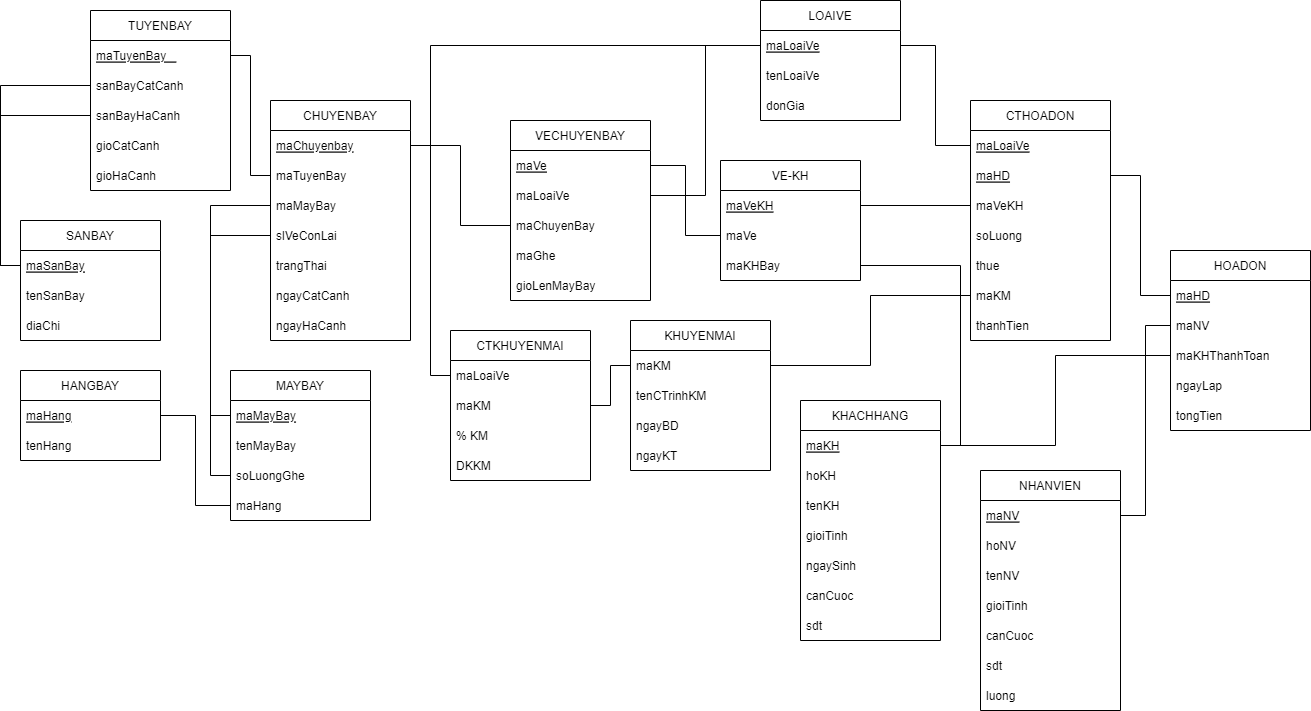 TUYENBAY
maTuyenBay
sanBayCatCanh
sanBayHaCanh
gioCatCanh
gioHaCanh
SANBAY
maSanBay
tenSanBay
diaChi
HANGBAY
maHang
tenHang
CHUYENBAY
maChuyenbay
maTuyenBay
maMayBay
slVeConLai
trangThai
ngayCatCanh
ngayHaCanh
MAYBAY
maMayBay
tenMayBay
soLuongGhe
maHang
VECHUYENBAY
maVe
maLoaiVe
maChuyenBay
maGhe
gioLenMayBay
CTKHUYENMAI
maLoaiVe
maKM
% KM
DKKM
KHUYENMAI
maKM
tenCTrinhKM
ngayBD
ngayKT
LOAIVE
maLoaiVe
tenLoaiVe
donGia
VE-KH
maVeKH
maVe
maKHBay
KHACHHANG
maKH
hoKH
tenKH
gioiTinh
ngaySinh
canCuoc
sdt
CTHOADON
maLoaiVe
maHD
maVeKH
soLuong
thue
maKM
thanhTien
NHANVIEN
maNV
hoNV
tenNV
gioiTinh
canCuoc
sdt
luong
HOADON
maHD
maNV
maKHThanhToan
ngayLap
tongTien